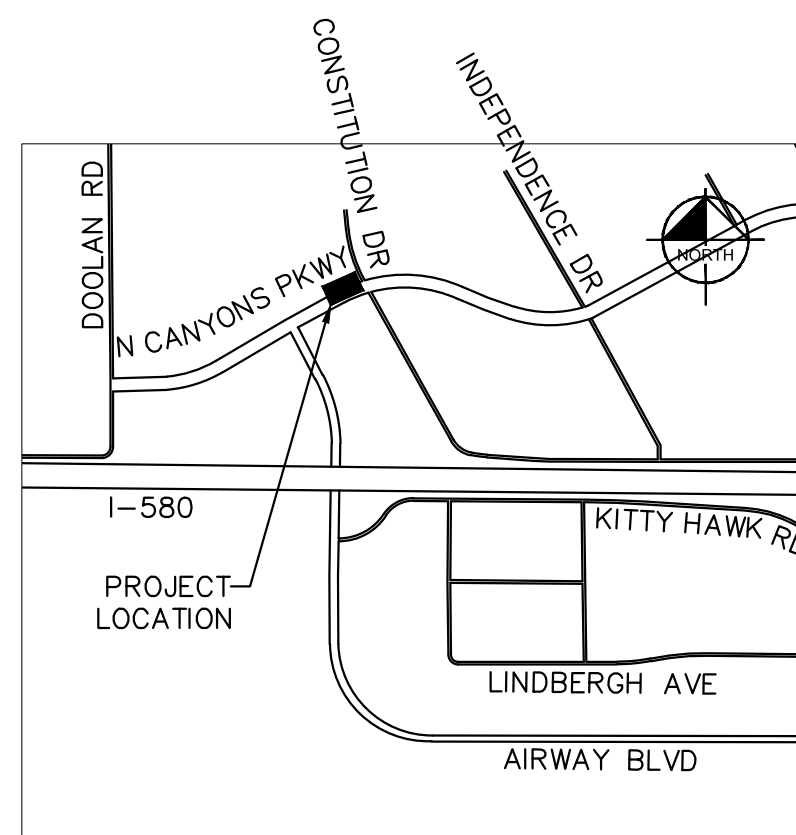 CONSTITUTION DR
INDEPENDENCE DR
DOOLAN RD
N CANYONS PKWY
NORTH
I-580
KITTY HAWK RD
PROJECT
LOCATION
LINDBERGH AVE
AIRWAY BLVD